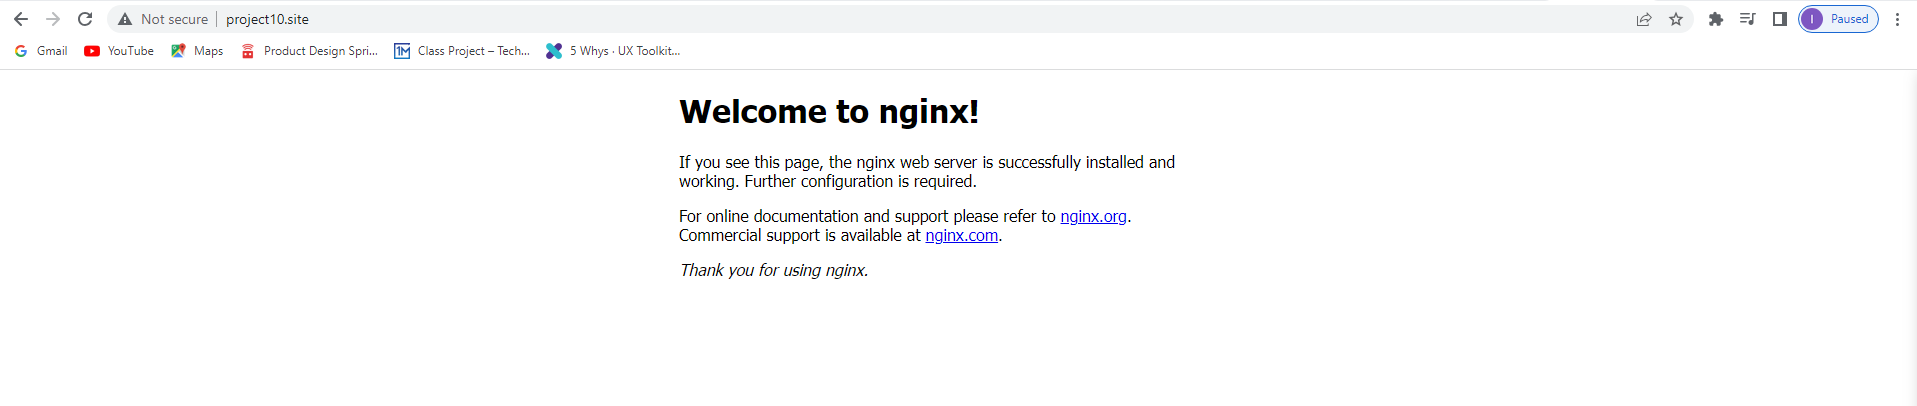 Not secure project10.site Paused
Gmail YouTube Maps Product Design Spri... Class Project – Tech... 5 Whys · UX Toolkit...
Welcome to nginx!
If you see this page, the nginx web server is successfully installed and
working. Further configuration is required.
For online documentation and support please refer to nginx.org.
Commercial support is available at nginx.com.
Thank you for using nginx.